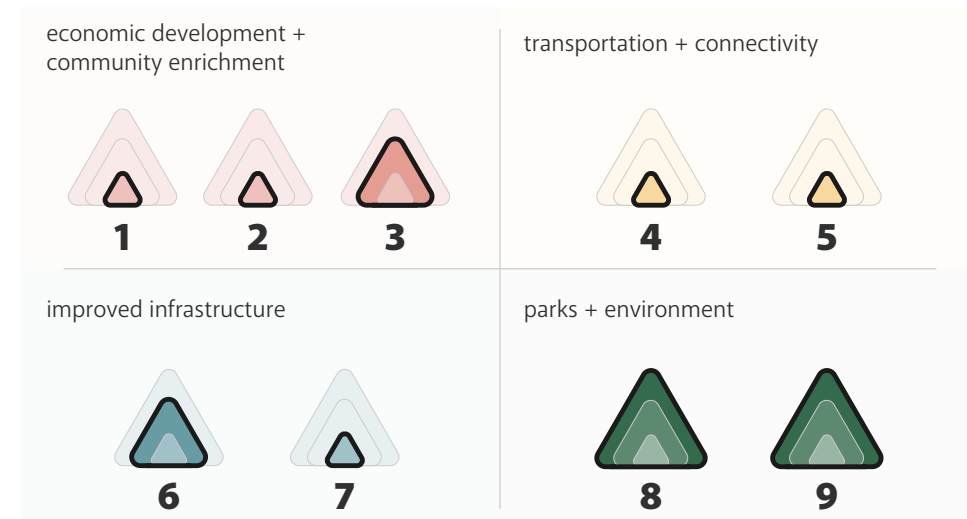 economic development +
community enrichment
transportation + connectivity
1 2 3
4 5
improved infrastructure
parks + environment
6 7
8 9